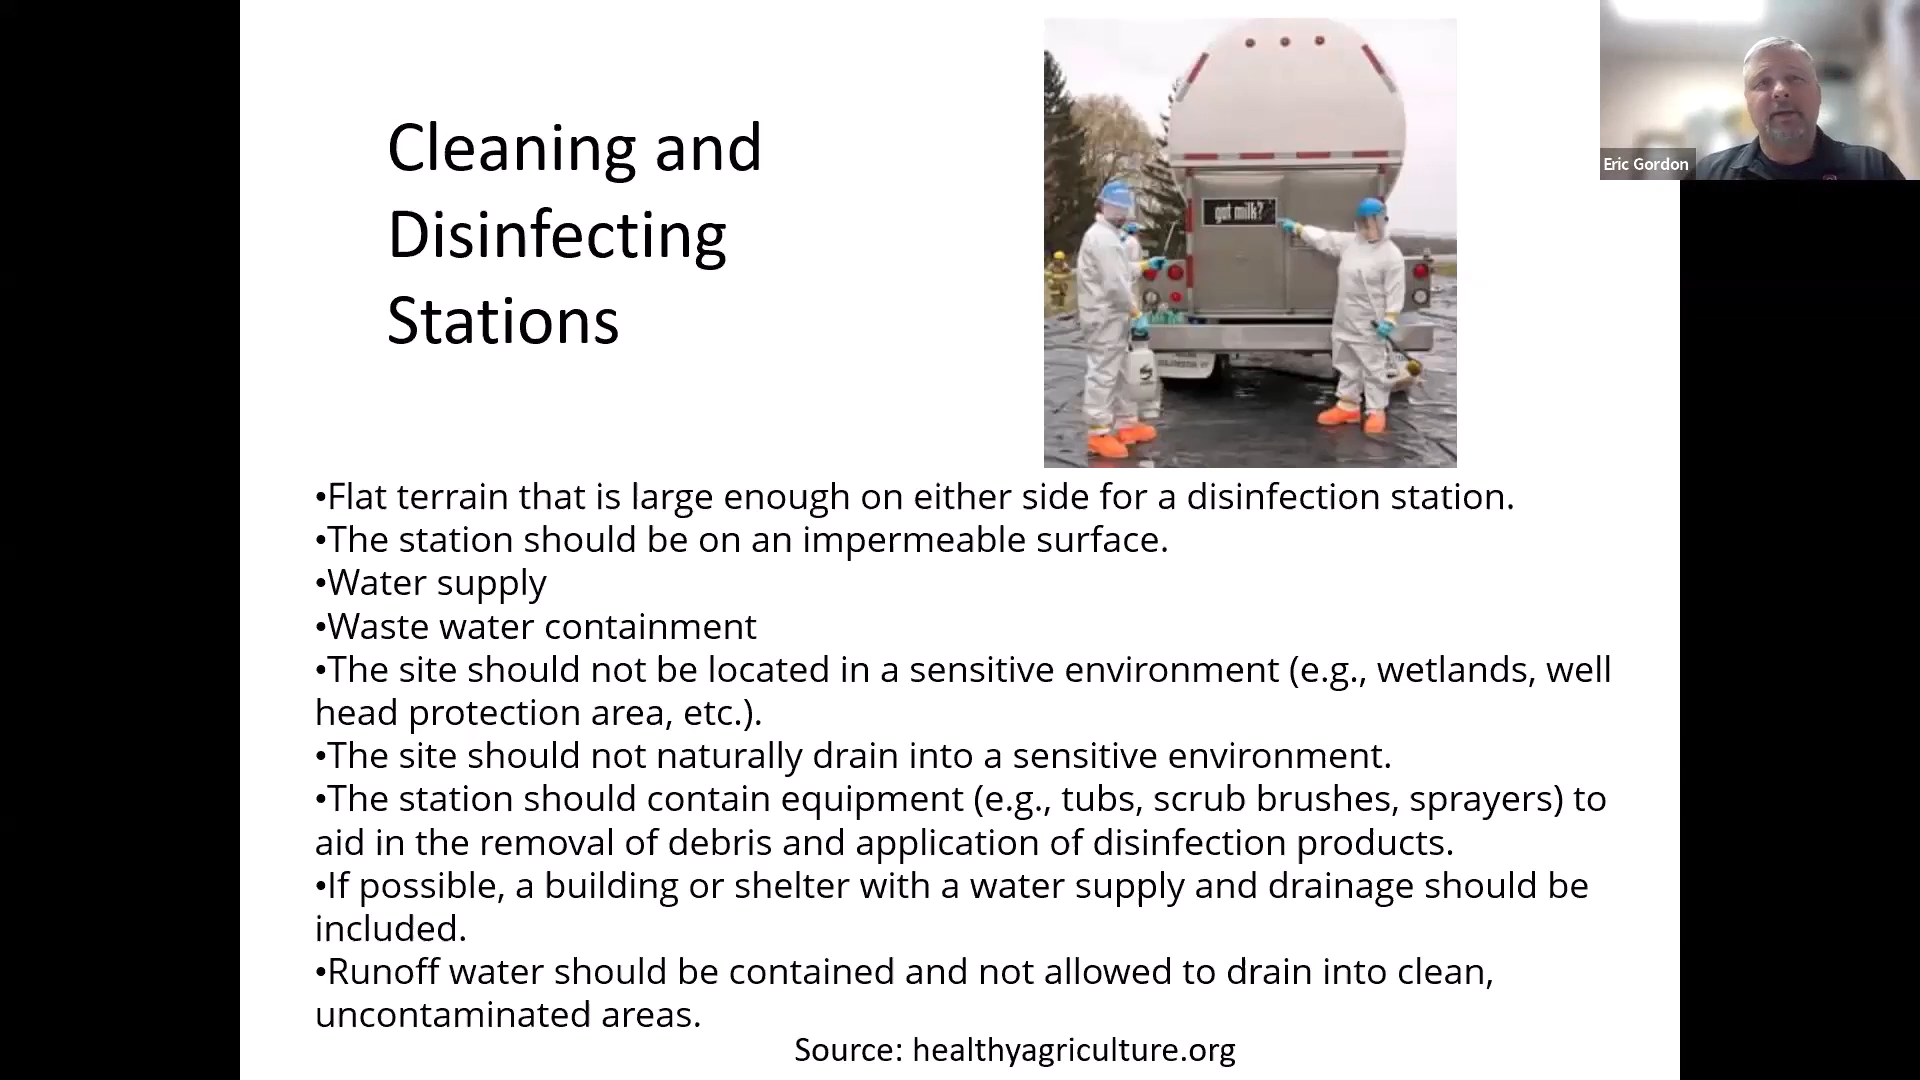 Cleaning and
Disinfecting
Stations
got milk?
Eric Gordon
•Flat terrain that is large enough on either side for a disinfection station.
•The station should be on an impermeable surface.
•Water supply
•Waste water containment
•The site should not be located in a sensitive environment (e.g., wetlands, well
head protection area, etc.).
•The site should not naturally drain into a sensitive environment.
•The station should contain equipment (e.g., tubs, scrub brushes, sprayers) to
aid in the removal of debris and application of disinfection products.
•If possible, a building or shelter with a water supply and drainage should be
included.
•Runoff water should be contained and not allowed to drain into clean,
uncontaminated areas.
Source: healthyagriculture.org